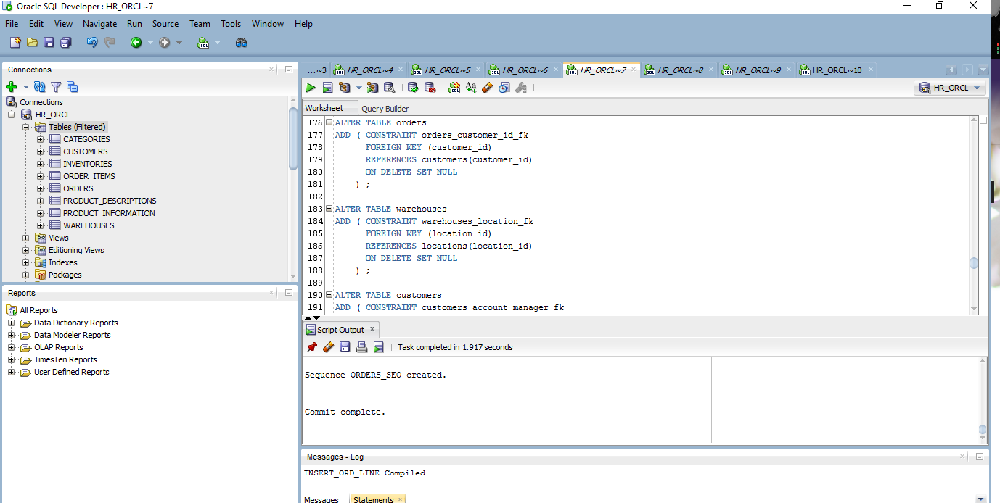 Oracle SQL Developer : HR_ORCL~7
File Edit View Navigate Run Source Team Tools Window Help
Connections
Connections
HR_ORCL
Tables (Filtered)
CATEGORIES
CUSTOMERS
INVENTORIES
ORDER_ITEMS
ORDERS
PRODUCT_DESCRIPTIONS
PRODUCT_INFORMATION
WAREHOUSES
Views
Editioning Views
Indexes
Packages
Reports
All Reports
Data Dictionary Reports
Data Modeler Reports
OLAP Reports
TimesTen Reports
User Defined Reports
...~3 HR_ORCL~4 HR_ORCL~5 HR_ORCL~6 HR_ORCL~7 HR_ORCL~8 HR_ORCL~9 HR_ORCL~10
HR_ORCL
Worksheet Query Builder
176 ALTER TABLE orders
177 ADD ( CONSTRAINT orders_customer_id_fk
178 FOREIGN KEY (customer_id)
179 REFERENCES customers(customer_id)
180 ON DELETE SET NULL
181 ) ;
182
183 ALTER TABLE warehouses
184 ADD ( CONSTRAINT warehouses_location_fk
185 FOREIGN KEY (location_id)
186 REFERENCES locations(location_id)
187 ON DELETE SET NULL
188 ) ;
189
190 ALTER TABLE customers
191 ADD ( CONSTRAINT customers_account_manager_fk
Script Output x
Task completed in 1.917 seconds
Sequence ORDERS_SEQ created.
Commit complete.
Messages - Log
INSERT_ORD_LINE Compiled
Messages Statements